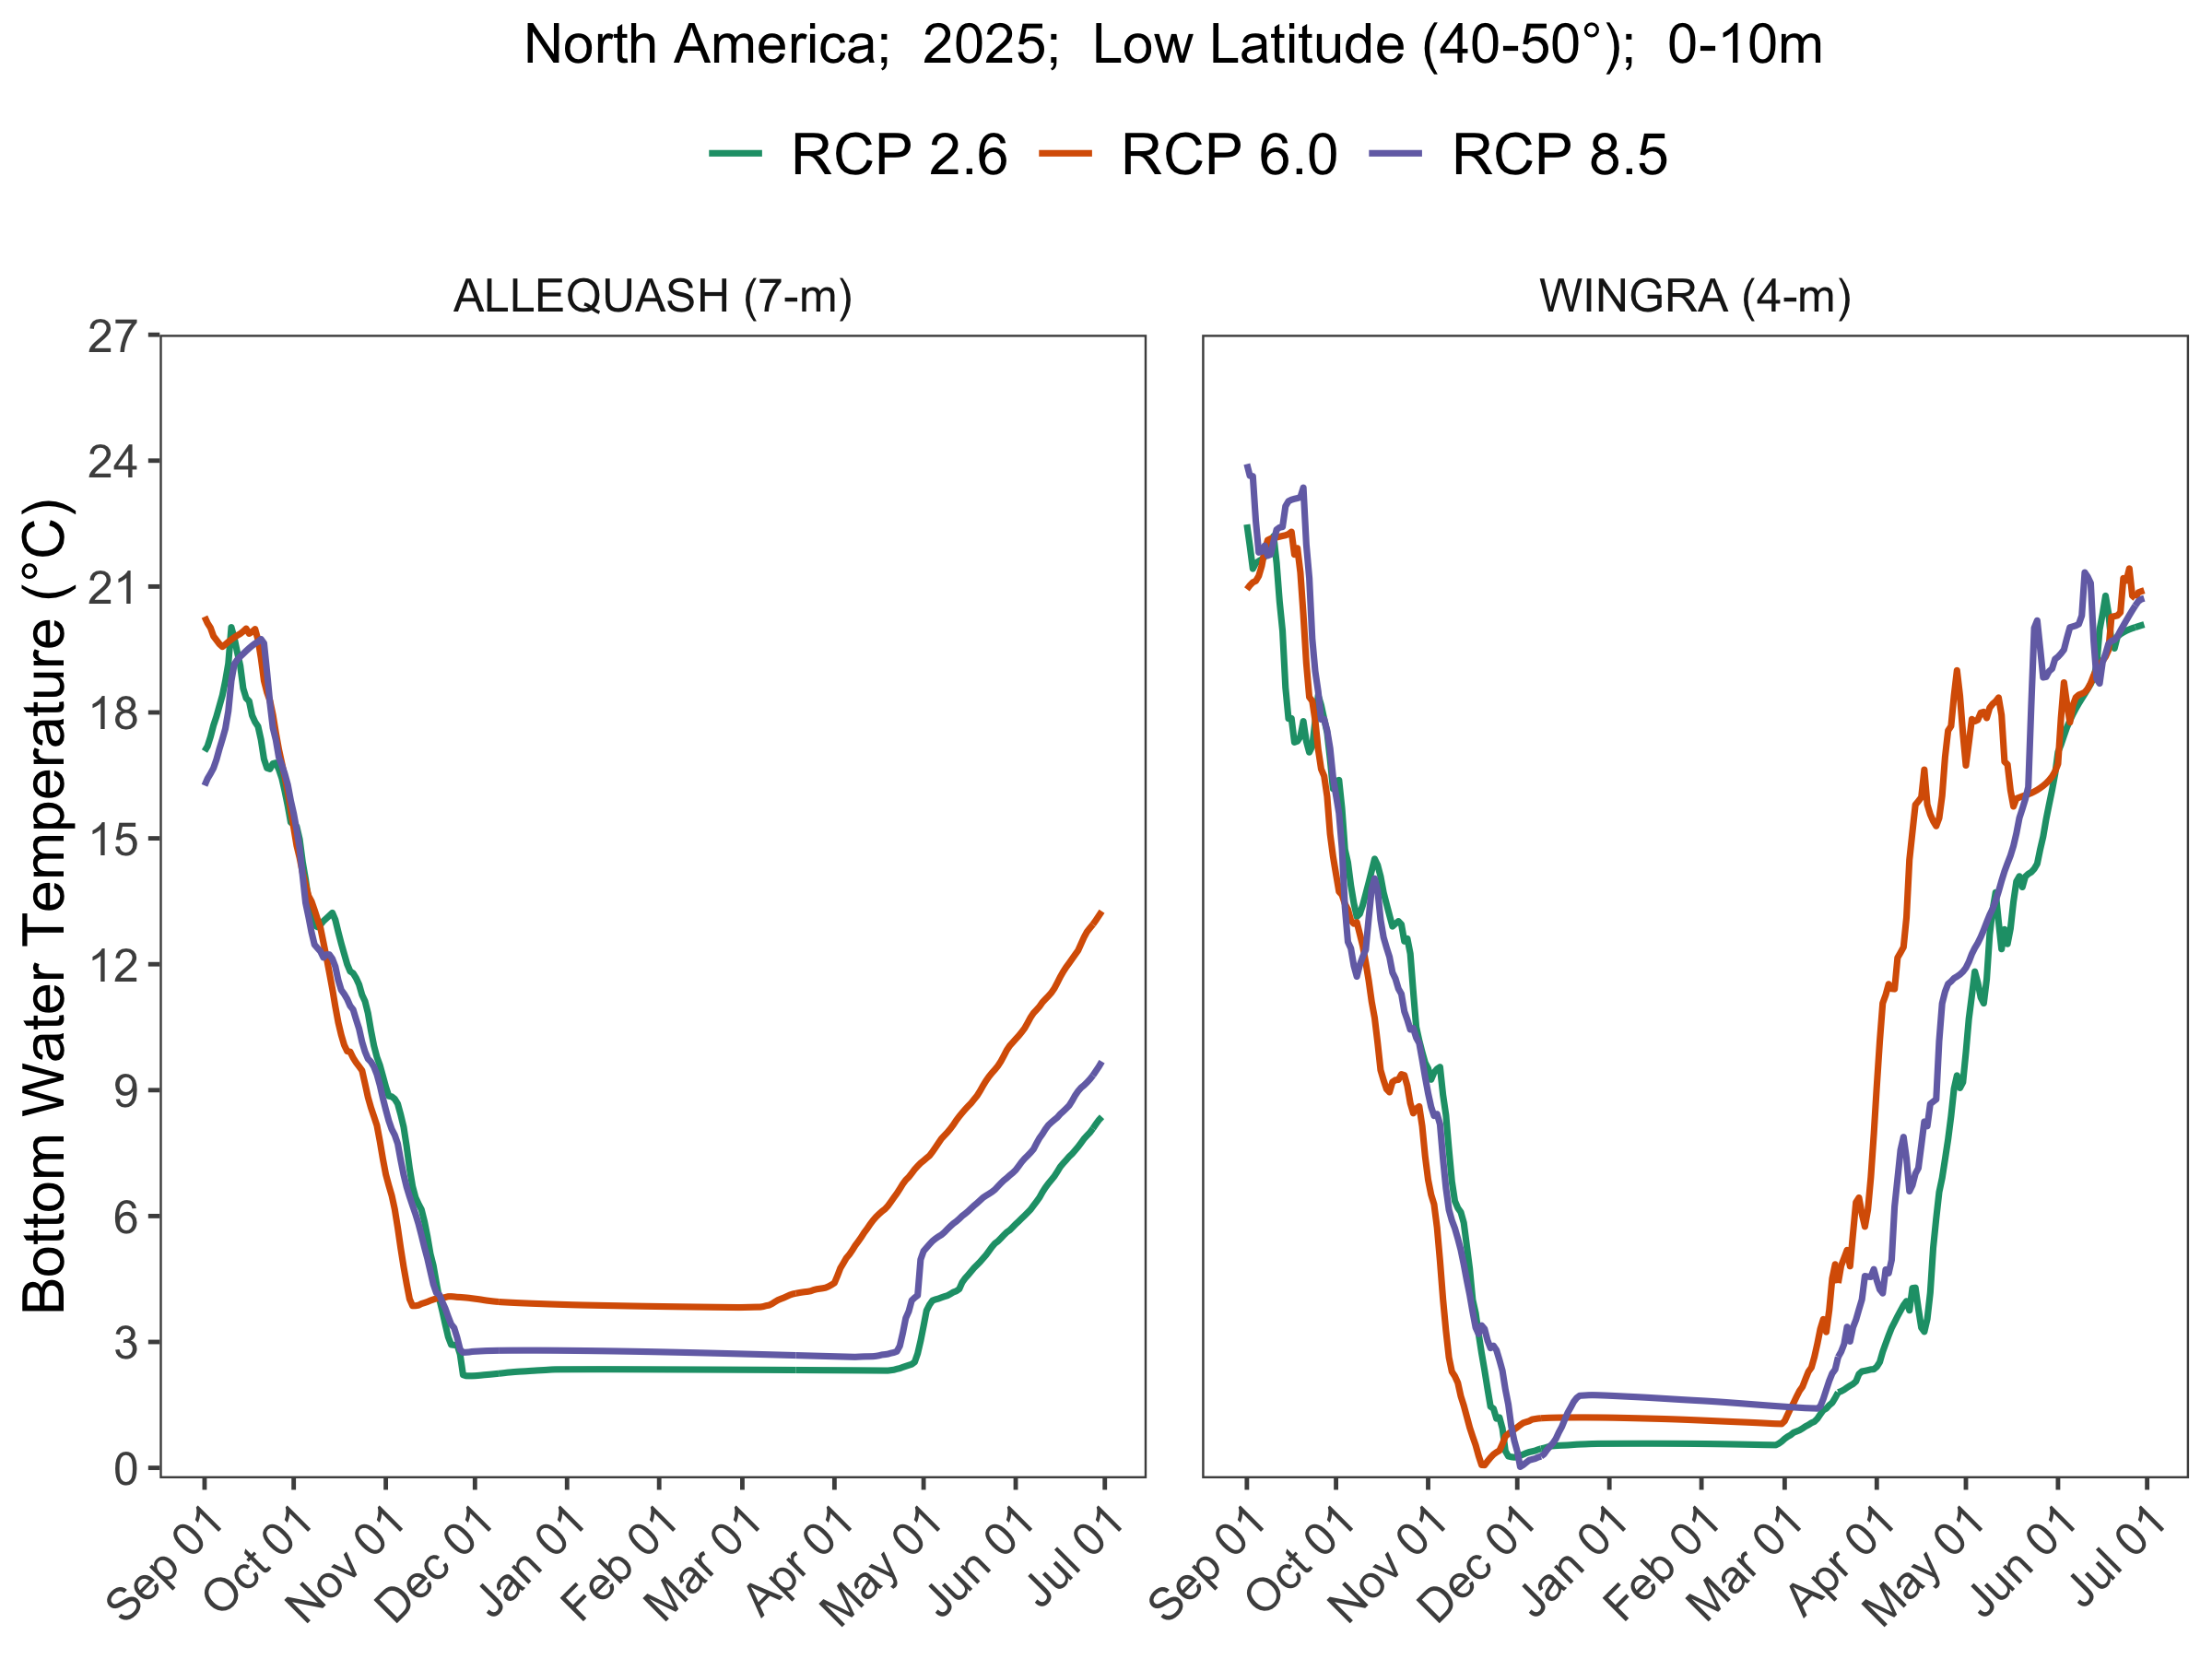 North America; 2025; Low Latitude (40-50°); 0-10m
RCP 2.6 RCP 6.0 RCP 8.5
ALLEQUASH (7-m) WINGRA (4-m)
Bottom Water Temperature (°C)
27
24
21
18
15
12
9
6
3
0
Sep 01 Oct 01 Nov 01 Dec 01 Jan 01 Feb 01 Mar 01 Apr 01 May 01 Jun 01 Jul 01 Sep 01 Oct 01 Nov 01 Dec 01 Jan 01 Feb 01 Mar 01 Apr 01 May 01 Jun 01 Jul 01